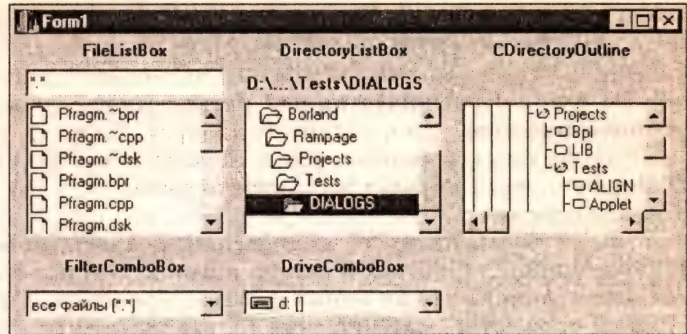 Form1
FileListBox
DirectoryListBox
CDirectoryOutline
*.*
D:\...\Tests\DIALOGS
Pfragm.~bpr
Pfragm.~cpp
Pfragm.~dsk
Pfragm.bpr
Pfragm.cpp
Pfragm.dsk
Borland
Rampage
Projects
Tests
DIALOGS
Projects
Bpl
LIB
Tests
ALIGN
Applet
FilterComboBox
DriveComboBox
все файлы (*.*)
d: []